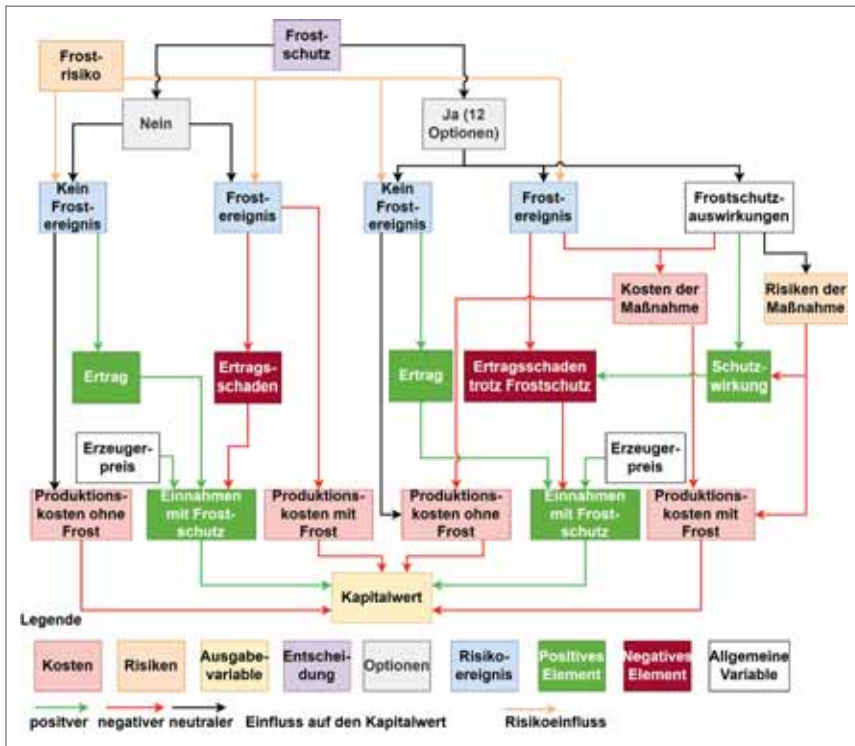 Frost-
schutz
Frost-
risiko
Nein
Ja (12
Optionen)
Kein
Frost-
ereignis
Frost-
ereignis
Kein
Frost-
ereignis
Frost-
ereignis
Frostschutz-
auswirkungen
Kosten der
Maßnahme
Risiken der
Maßnahme
Ertrag
Ertrags-
schaden
Ertrag
Ertragsschaden
trotz Frostschutz
Schutz-
wirkung
Erzeuger-
preis
Erzeuger-
preis
Produktions-
kosten ohne
Frost
Einnahmen
mit Frost-
schutz
Produktions-
kosten mit
Frost
Produktions-
kosten ohne
Frost
Einnahmen
mit Frost-
schutz
Produktions-
kosten mit
Frost
Kapitalwert
Legende
Kosten
Risiken
Ausgabe-
variable
Entschei-
dung
Optionen
Risiko-
ereignis
Positives
Element
Negatives
Element
Allgemeine
Variable
positver negativer neutraler Einfluss auf den Kapitalwert Risikoeinfluss